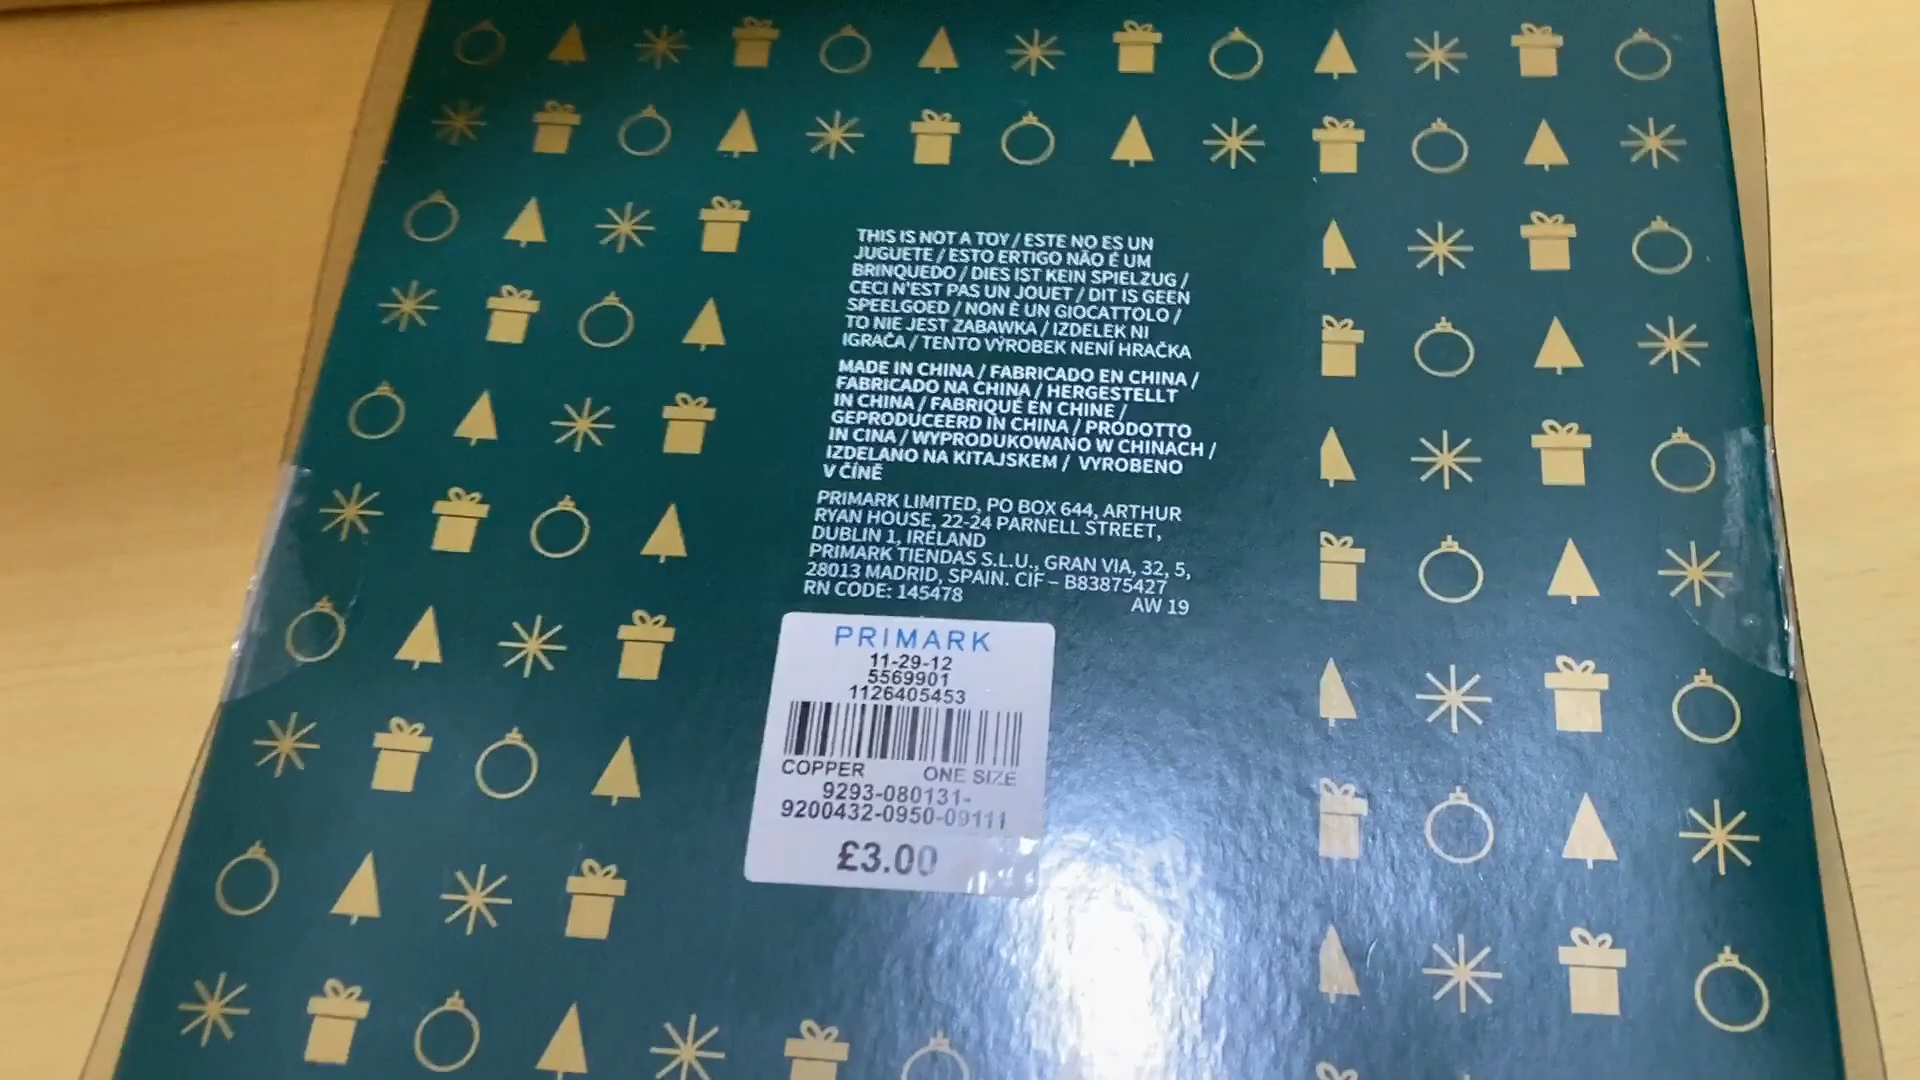 THIS IS NOT A TOY / ESTE NO ES UN
JUGUETE / ESTO ERTIGO NÃO É UM
BRINQUEDO / DIES IST KEIN SPIELZUG /
CECI N'EST PAS UN JOUET / DIT IS GEEN
SPEELGOED / NON È UN GIOCATTOLO /
TO NIE JEST ZABAWKA / IZDELEK NI
IGRAČA / TENTO VÝROBEK NENÍ HRAČKA
MADE IN CHINA / FABRICADO EN CHINA /
FABRICADO NA CHINA / HERGESTELLT
IN CHINA / FABRIQUÉ EN CHINE /
GEPRODUCEERD IN CHINA / PRODOTTO
IN CINA / WYPRODUKOWANO W CHINACH /
IZDELANO NA KITAJSKEM / VYROBENO
V ČÍNĚ
PRIMARK LIMITED, PO BOX 644, ARTHUR
RYAN HOUSE, 22-24 PARNELL STREET,
DUBLIN 1, IRELAND
PRIMARK TIENDAS S.L.U., GRAN VIA, 32, 5,
28013 MADRID, SPAIN. CIF – B83875427
RN CODE: 145478 AW 19
PRIMARK
11-29-12
5569901
1126405453
COPPER ONE SIZE
9293-080131-
9200432-0950-09111
£3.00